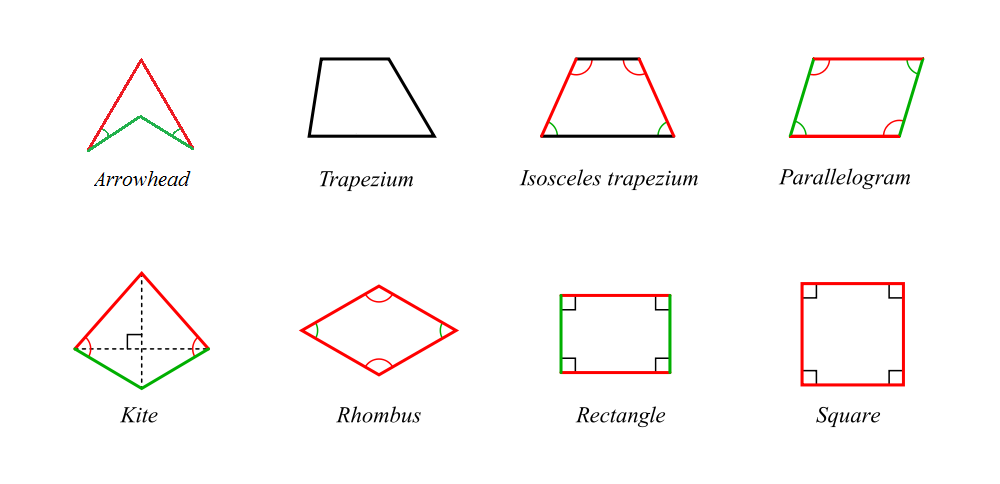 Arrowhead
Trapezium
Isosceles trapezium
Parallelogram
Kite
Rhombus
Rectangle
Square